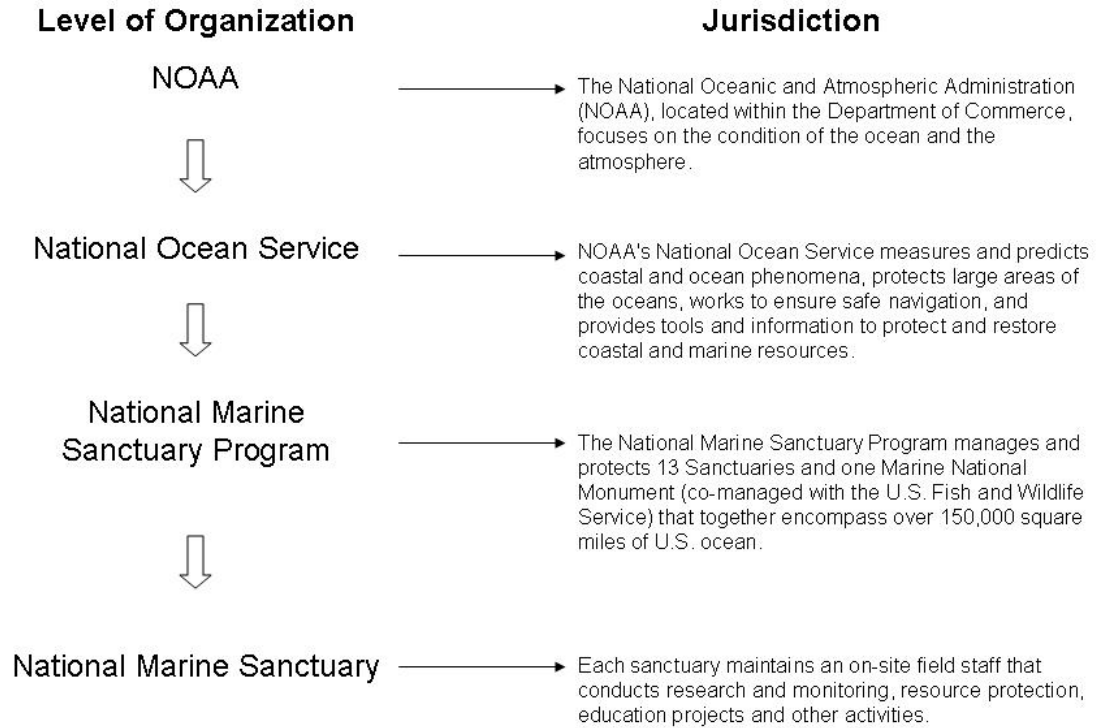 Level of Organization
Jurisdiction
NOAA
The National Oceanic and Atmospheric Administration
(NOAA), located within the Department of Commerce,
focuses on the condition of the ocean and the
atmosphere.
National Ocean Service
NOAA's National Ocean Service measures and predicts
coastal and ocean phenomena, protects large areas of
the oceans, works to ensure safe navigation, and
provides tools and information to protect and restore
coastal and marine resources.
National Marine
Sanctuary Program
The National Marine Sanctuary Program manages and
protects 13 Sanctuaries and one Marine National
Monument (co-managed with the U.S. Fish and Wildlife
Service) that together encompass over 150,000 square
miles of U.S. ocean.
National Marine Sanctuary
Each sanctuary maintains an on-site field staff that
conducts research and monitoring, resource protection,
education projects and other activities.